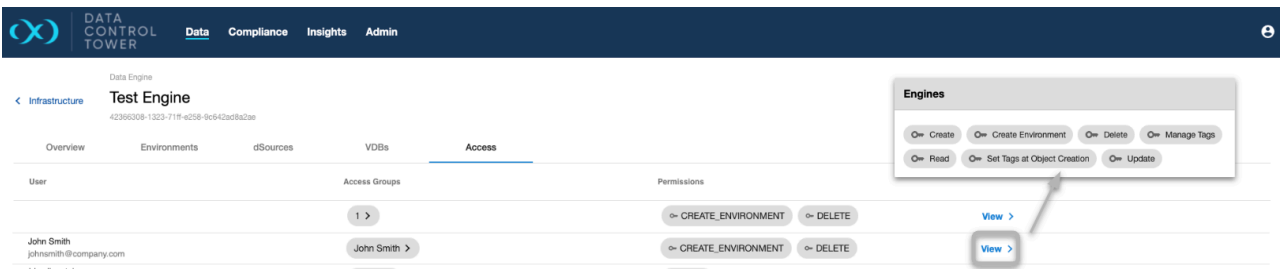 DATA
CONTROL
TOWER
Data Compliance Insights Admin
Data Engine
Infrastructure
Test Engine
42366308-1323-71ff-e258-9c642ad8a2ae
Engines
Create Create Environment Delete Manage Tags
Read Set Tags at Object Creation Update
Overview Environments dSources VDBs Access
User Access Groups Permissions
1 CREATE_ENVIRONMENT DELETE View
John Smith
johnsmith@company.com
John Smith CREATE_ENVIRONMENT DELETE View